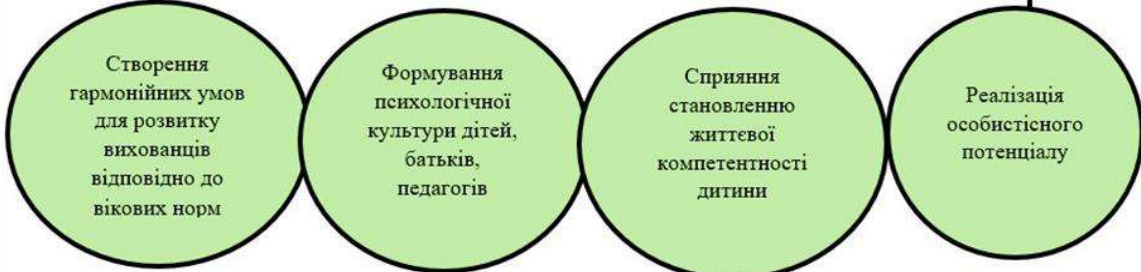 Створення
гармонійних умов
для розвитку
вихованців
відповідно до
вікових норм
Формування
психологічної
культури дітей,
батьків,
педагогів
Сприяння
становленню
життєвої
компетентності
дитини
Реалізація
особистісного
потенціалу